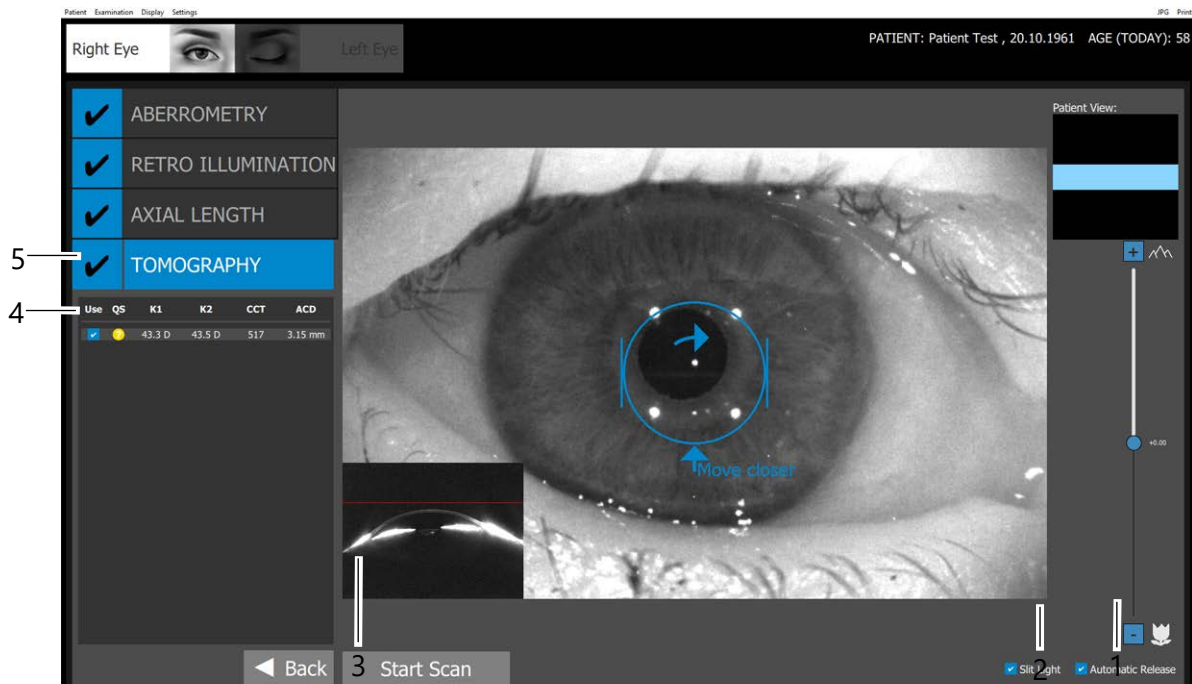 Patient Examination Display Settings JPG Print
Right Eye Left Eye PATIENT: Patient Test , 20.10.1961 AGE (TODAY): 58
ABERROMETRY
RETRO ILLUMINATION
AXIAL LENGTH
TOMOGRAPHY
5
4
Use QS K1 K2 CCT ACD
? 43.3 D 43.5 D 517 3.15 mm
Patient View:
+
+0.00
-
Move closer
Back
3
Start Scan
2
Slit Light
1
Automatic Release